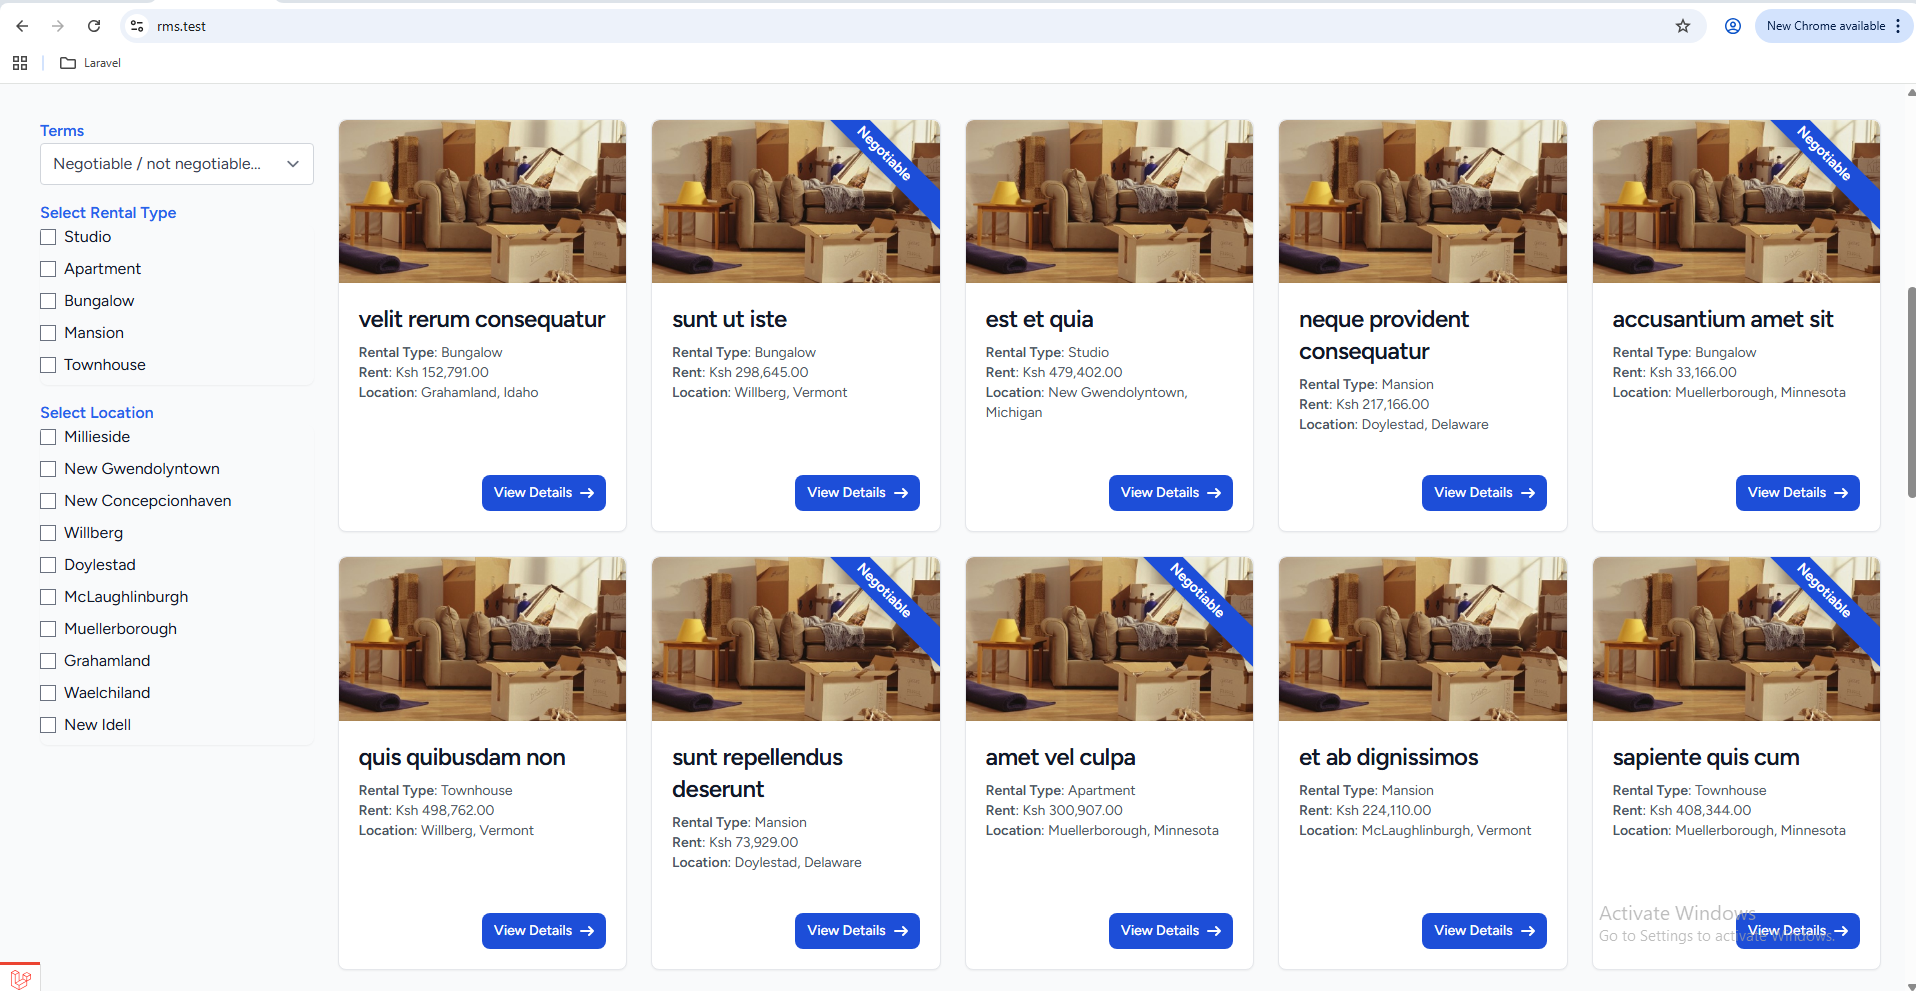 rms.test
New Chrome available
Laravel
Terms
Negotiable / not negotiable...
Select Rental Type
Studio
Apartment
Bungalow
Mansion
Townhouse
Select Location
Millieside
New Gwendolyntown
New Concepcionhaven
Willberg
Doylestad
McLaughlinburgh
Muellerborough
Grahamland
Waelchiland
New Idell
velit rerum consequatur
Rental Type: Bungalow
Rent: Ksh 152,791.00
Location: Grahamland, Idaho
View Details
Negotiable
sunt ut iste
Rental Type: Bungalow
Rent: Ksh 298,645.00
Location: Willberg, Vermont
View Details
est et quia
Rental Type: Studio
Rent: Ksh 479,402.00
Location: New Gwendolyntown,
Michigan
View Details
neque provident
consequatur
Rental Type: Mansion
Rent: Ksh 217,166.00
Location: Doylestad, Delaware
View Details
Negotiable
accusantium amet sit
Rental Type: Bungalow
Rent: Ksh 33,166.00
Location: Muellerborough, Minnesota
View Details
quis quibusdam non
Rental Type: Townhouse
Rent: Ksh 498,762.00
Location: Willberg, Vermont
View Details
Negotiable
sunt repellendus
deserunt
Rental Type: Mansion
Rent: Ksh 73,929.00
Location: Doylestad, Delaware
View Details
Negotiable
amet vel culpa
Rental Type: Apartment
Rent: Ksh 300,907.00
Location: Muellerborough, Minnesota
View Details
et ab dignissimos
Rental Type: Mansion
Rent: Ksh 224,110.00
Location: McLaughlinburgh, Vermont
View Details
Negotiable
sapiente quis cum
Rental Type: Townhouse
Rent: Ksh 408,344.00
Location: Muellerborough, Minnesota
View Details
Activate Windows
Go to Settings to activate Windows.